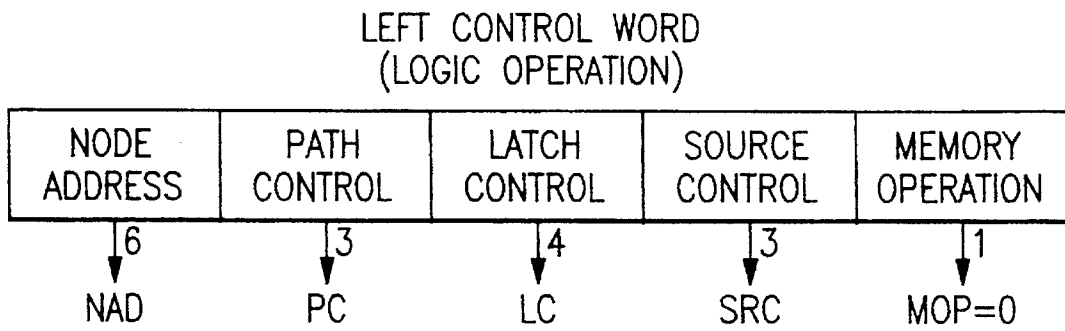 LEFT CONTROL WORD
(LOGIC OPERATION)
NODE ADDRESS
PATH CONTROL
LATCH CONTROL
SOURCE CONTROL
MEMORY OPERATION
6 3 4 3 1
NAD PC LC SRC MOP=0